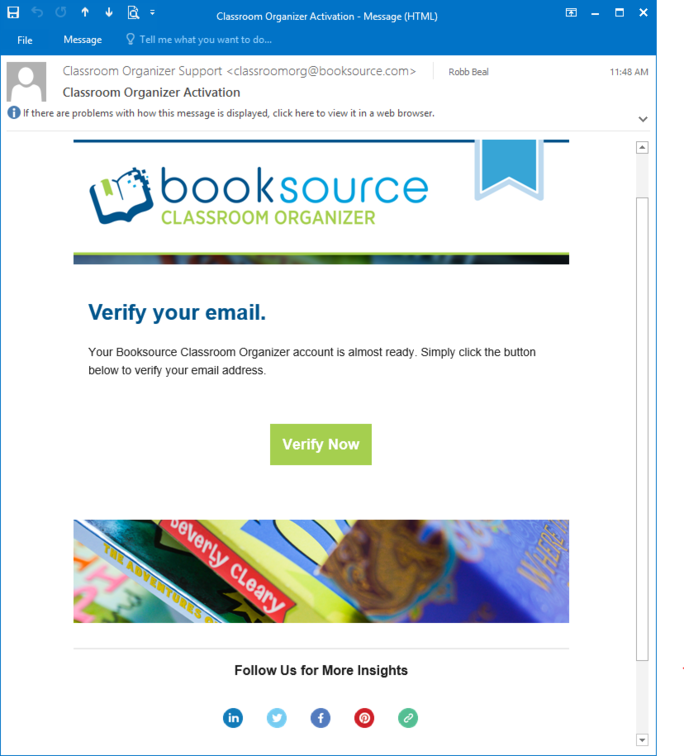 Classroom Organizer Activation - Message (HTML)
File Message Tell me what you want to do...
Classroom Organizer Support <classroomorg@booksource.com> Robb Beal 11:48 AM
Classroom Organizer Activation
If there are problems with how this message is displayed, click here to view it in a web browser.
booksource
CLASSROOM ORGANIZER
Verify your email.
Your Booksource Classroom Organizer account is almost ready. Simply click the button
below to verify your email address.
Verify Now
BEVERLY CLEARY
THE ADVENTURES
Follow Us for More Insights